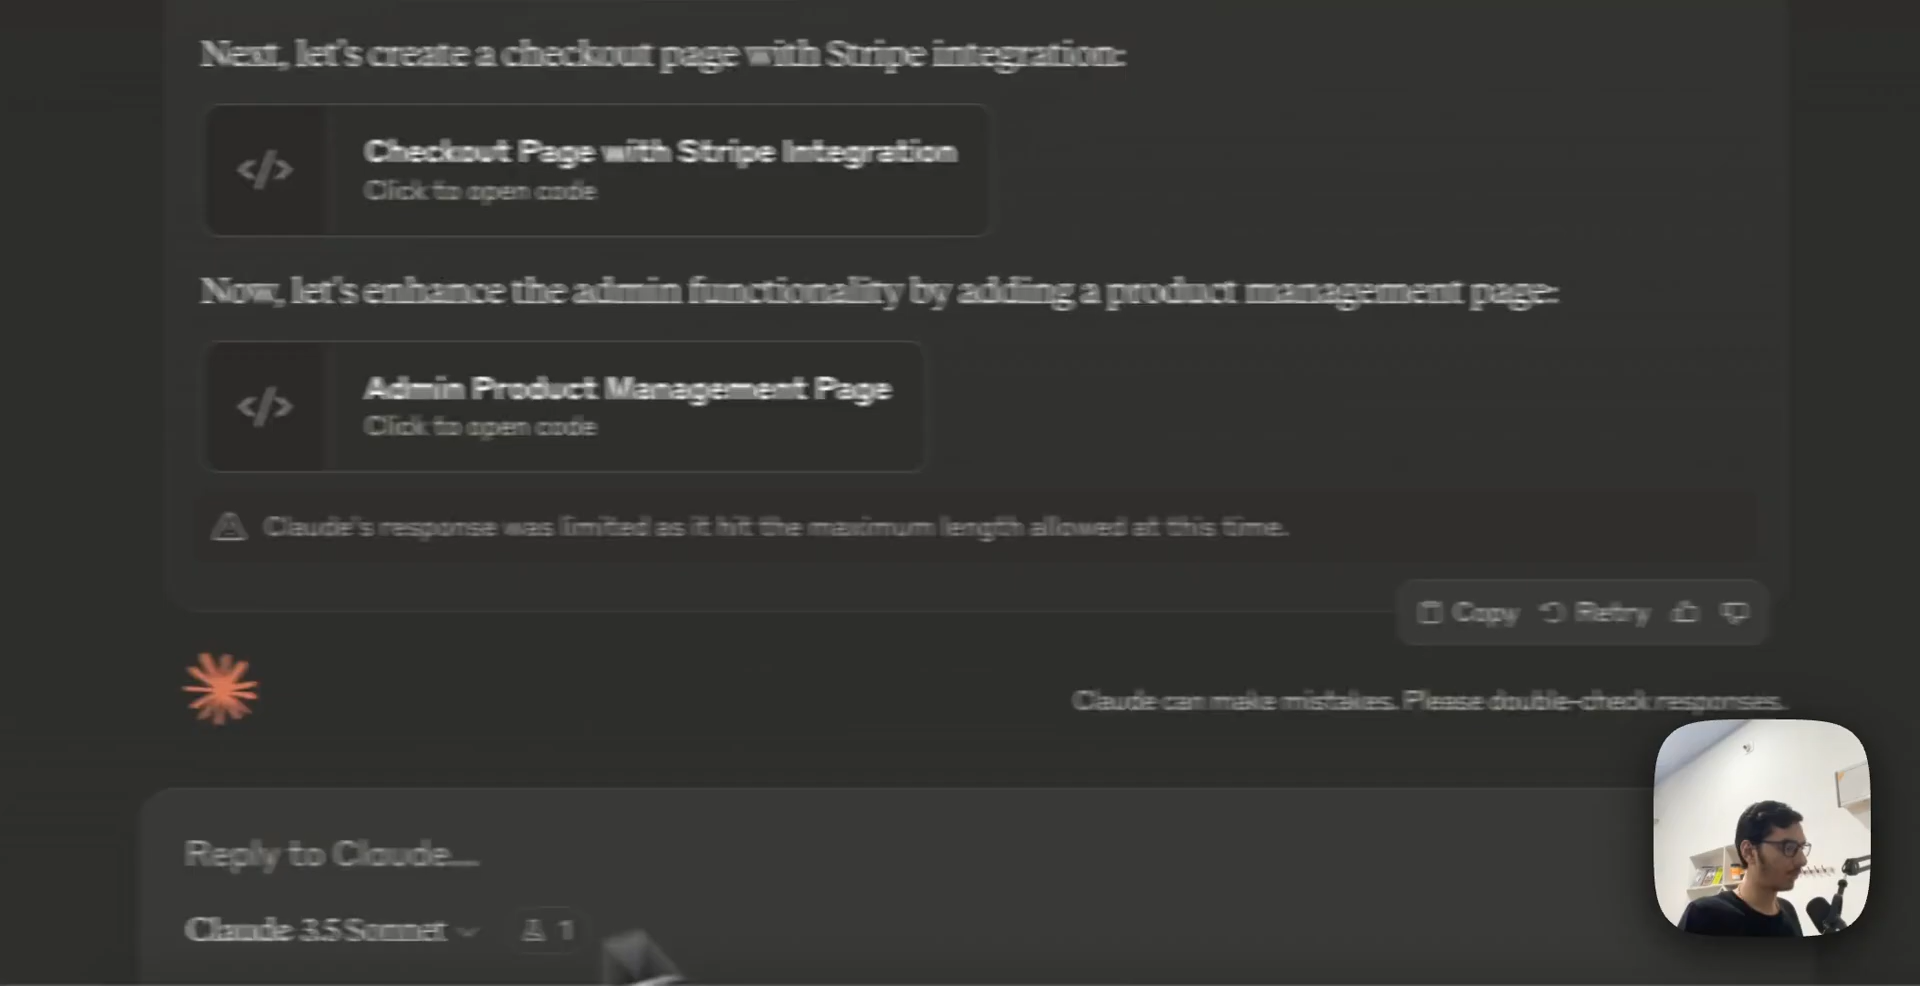 Next, let's create a checkout page with Stripe integration:
Checkout Page with Stripe Integration
Click to open code
Now, let's enhance the admin functionality by adding a product management page:
Admin Product Management Page
Click to open code
Claude's response was limited as it hit the maximum length allowed at this time.
Copy Retry
Claude can make mistakes. Please double-check responses.
Reply to Claude...
Claude 3.5 Sonnet 1